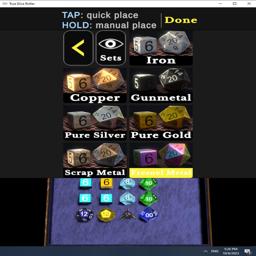 True Dice Roller
TAP: quick place
HOLD: manual place
Done
Sets
Iron
Copper
Gunmetal
Pure Silver
Pure Gold
Scrap Metal
Eternal Metal